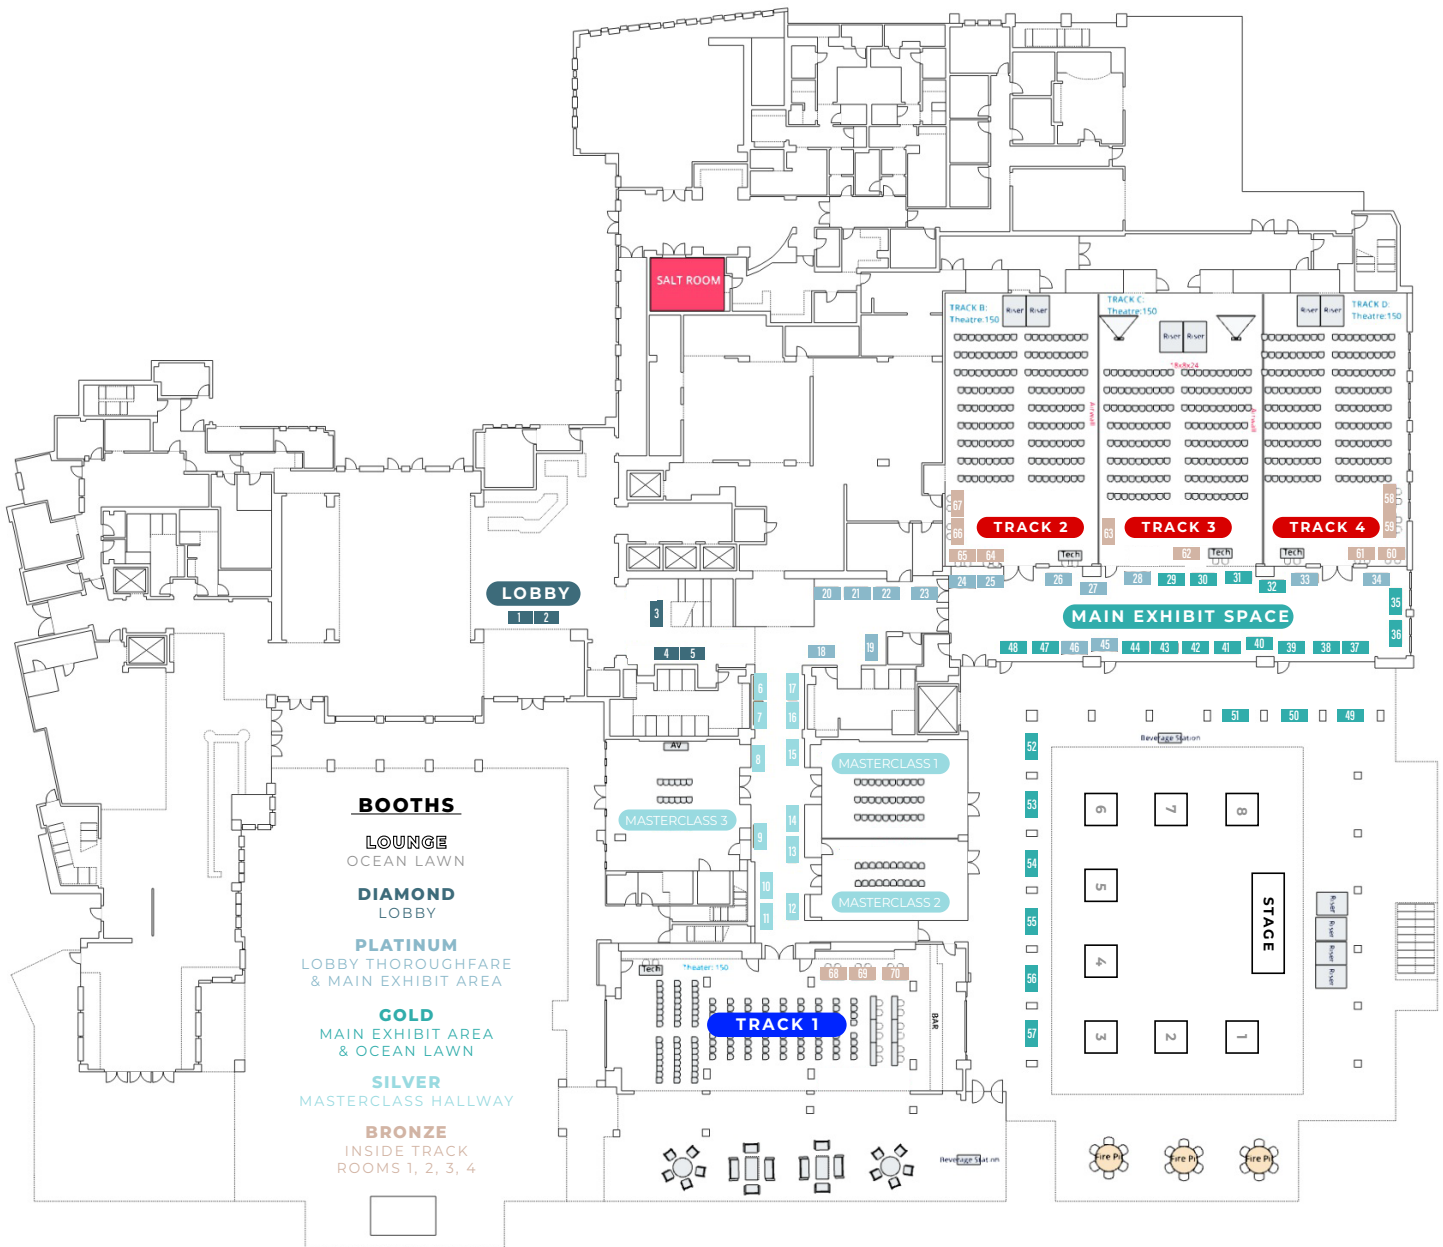 SALT ROOM
TRACK B:
Theatre:150
Riser
Riser
TRACK C:
Theatre:150
Riser
Riser
*8x8x24
Riser
Riser
TRACK D:
Theatre:150
Airwall
Airwall
67
66
65
64
TRACK 2
Tech
63
TRACK 3
62
Tech
TRACK 4
Tech
58
59
61
60
LOBBY
1
2
3
4
5
20
21
22
23
24
25
26
27
28
29
30
31
32
33
34
35
36
MAIN EXHIBIT SPACE
48
47
46
45
44
43
42
41
40
39
38
37
18
19
6
7
8
9
10
11
17
16
15
14
13
12
AV
MASTERCLASS 3
MASTERCLASS 1
MASTERCLASS 2
51
50
49
Beverage Station
52
53
54
55
56
57
6
7
8
5
4
3
2
1
STAGE
Riser
Riser
Riser
Riser
BOOTHS
LOUNGE
OCEAN LAWN
DIAMOND
LOBBY
PLATINUM
LOBBY THOROUGHFARE
& MAIN EXHIBIT AREA
GOLD
MAIN EXHIBIT AREA
& OCEAN LAWN
SILVER
MASTERCLASS HALLWAY
BRONZE
INSIDE TRACK
ROOMS 1, 2, 3, 4
Tech
Theater: 150
68
69
70
TRACK 1
BAR
Beverage Station
Fire Pit
Fire Pit
Fire Pit